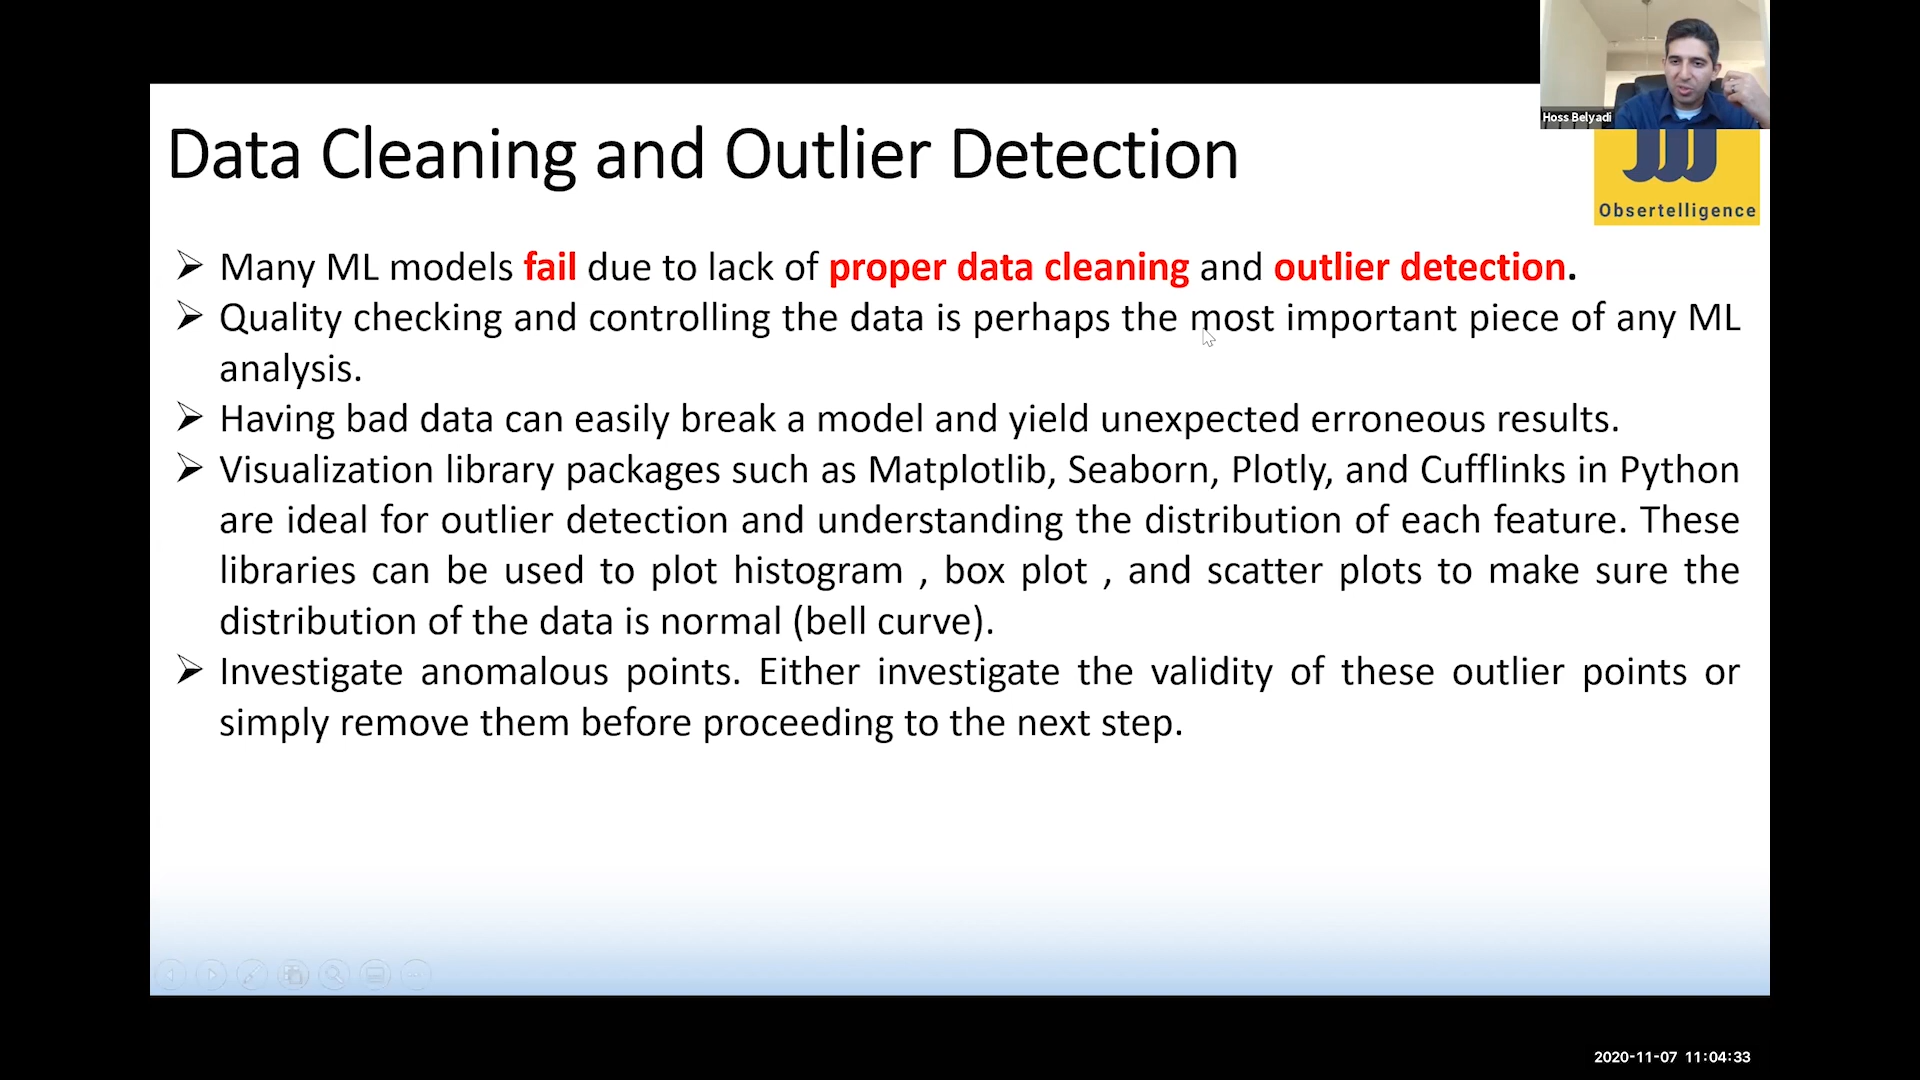 Hoss Belyadi
Data Cleaning and Outlier Detection
Obsertelligence
➢ Many ML models fail due to lack of proper data cleaning and outlier detection.
➢ Quality checking and controlling the data is perhaps the most important piece of any ML
analysis.
➢ Having bad data can easily break a model and yield unexpected erroneous results.
➢ Visualization library packages such as Matplotlib, Seaborn, Plotly, and Cufflinks in Python
are ideal for outlier detection and understanding the distribution of each feature. These
libraries can be used to plot histogram , box plot , and scatter plots to make sure the
distribution of the data is normal (bell curve).
➢ Investigate anomalous points. Either investigate the validity of these outlier points or
simply remove them before proceeding to the next step.
2020-11-07 11:04:33